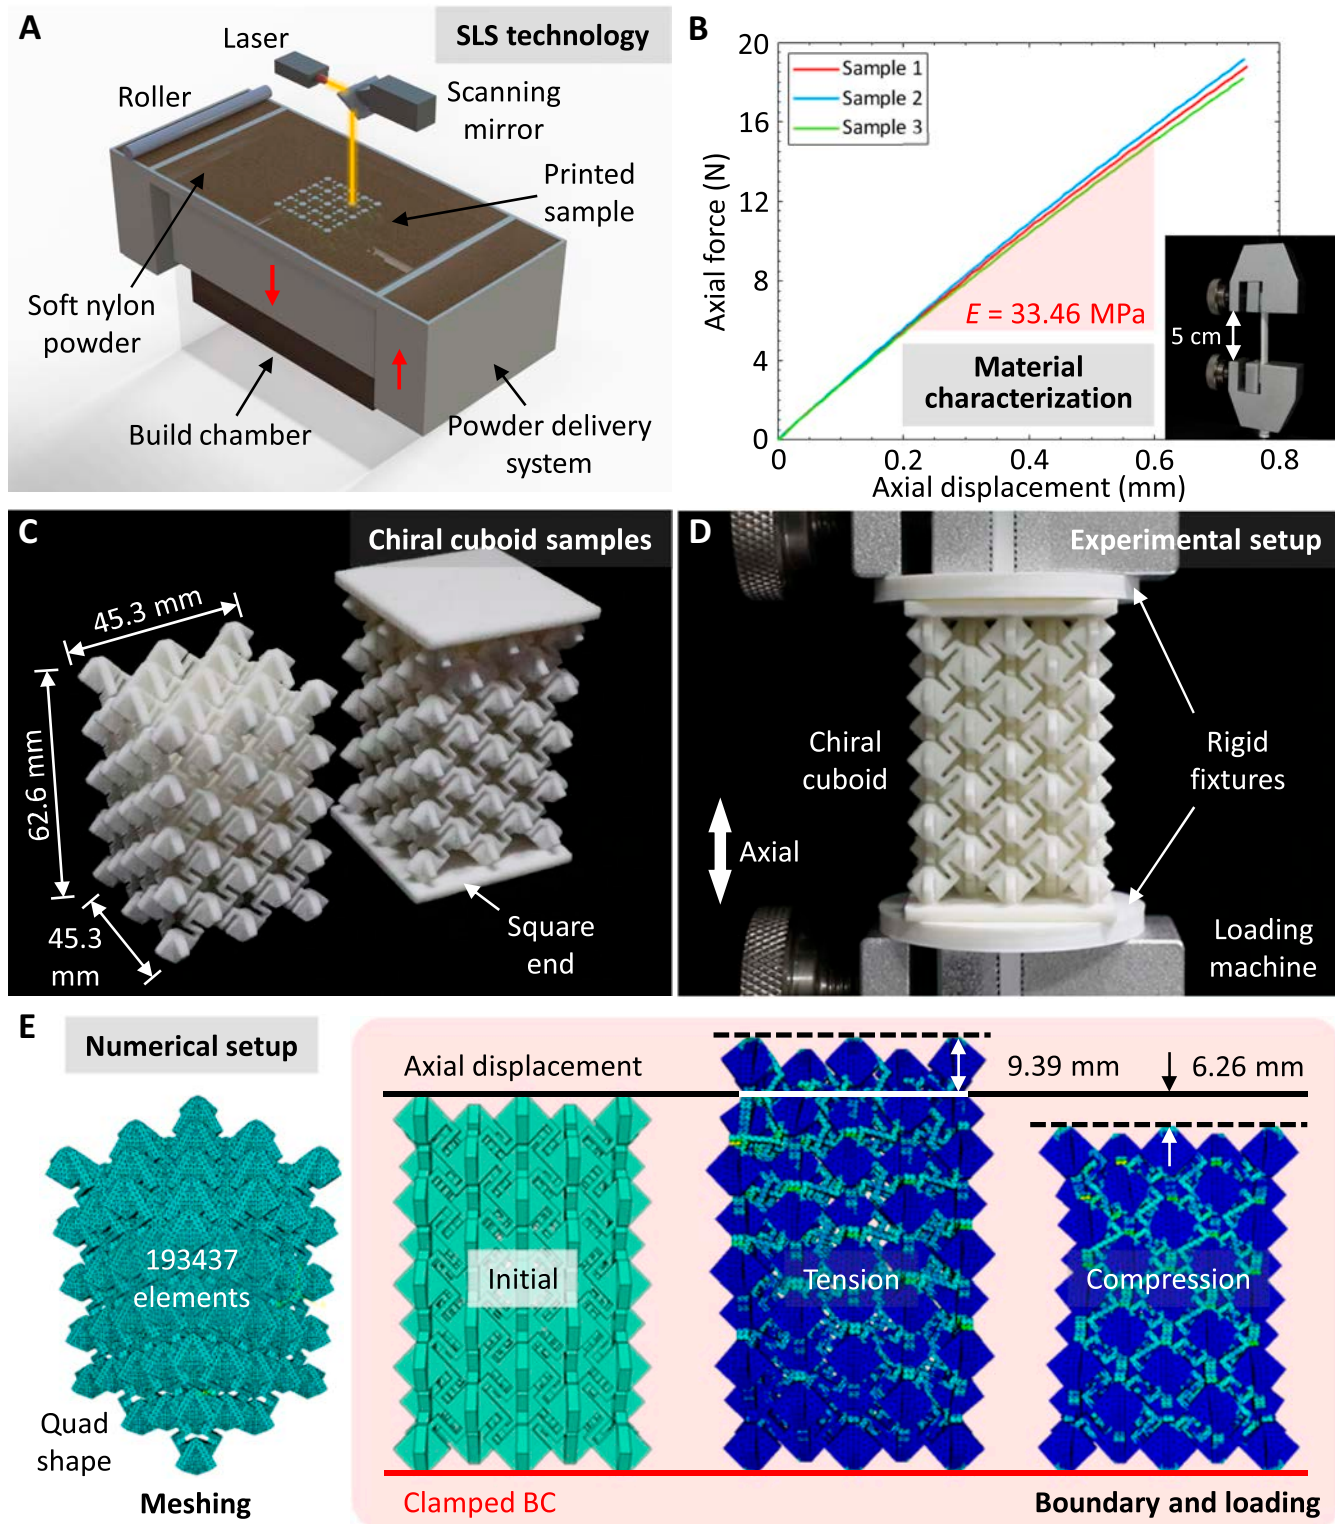 A
SLS technology
Laser
Roller
Scanning
mirror
Printed
sample
Soft nylon
powder
Build chamber
Powder delivery
system
B
Axial force (N)
20
16
12
8
4
0
Sample 1
Sample 2
Sample 3
E = 33.46 MPa
Material
characterization
5 cm
0
0.2
0.4
0.6
0.8
Axial displacement (mm)
C
Chiral cuboid samples
45.3 mm
62.6 mm
45.3
mm
Square
end
D
Experimental setup
Chiral
cuboid
Rigid
fixtures
Axial
Loading
machine
E
Numerical setup
193437
elements
Quad
shape
Meshing
Axial displacement
9.39 mm
6.26 mm
Initial
Tension
Compression
Clamped BC
Boundary and loading